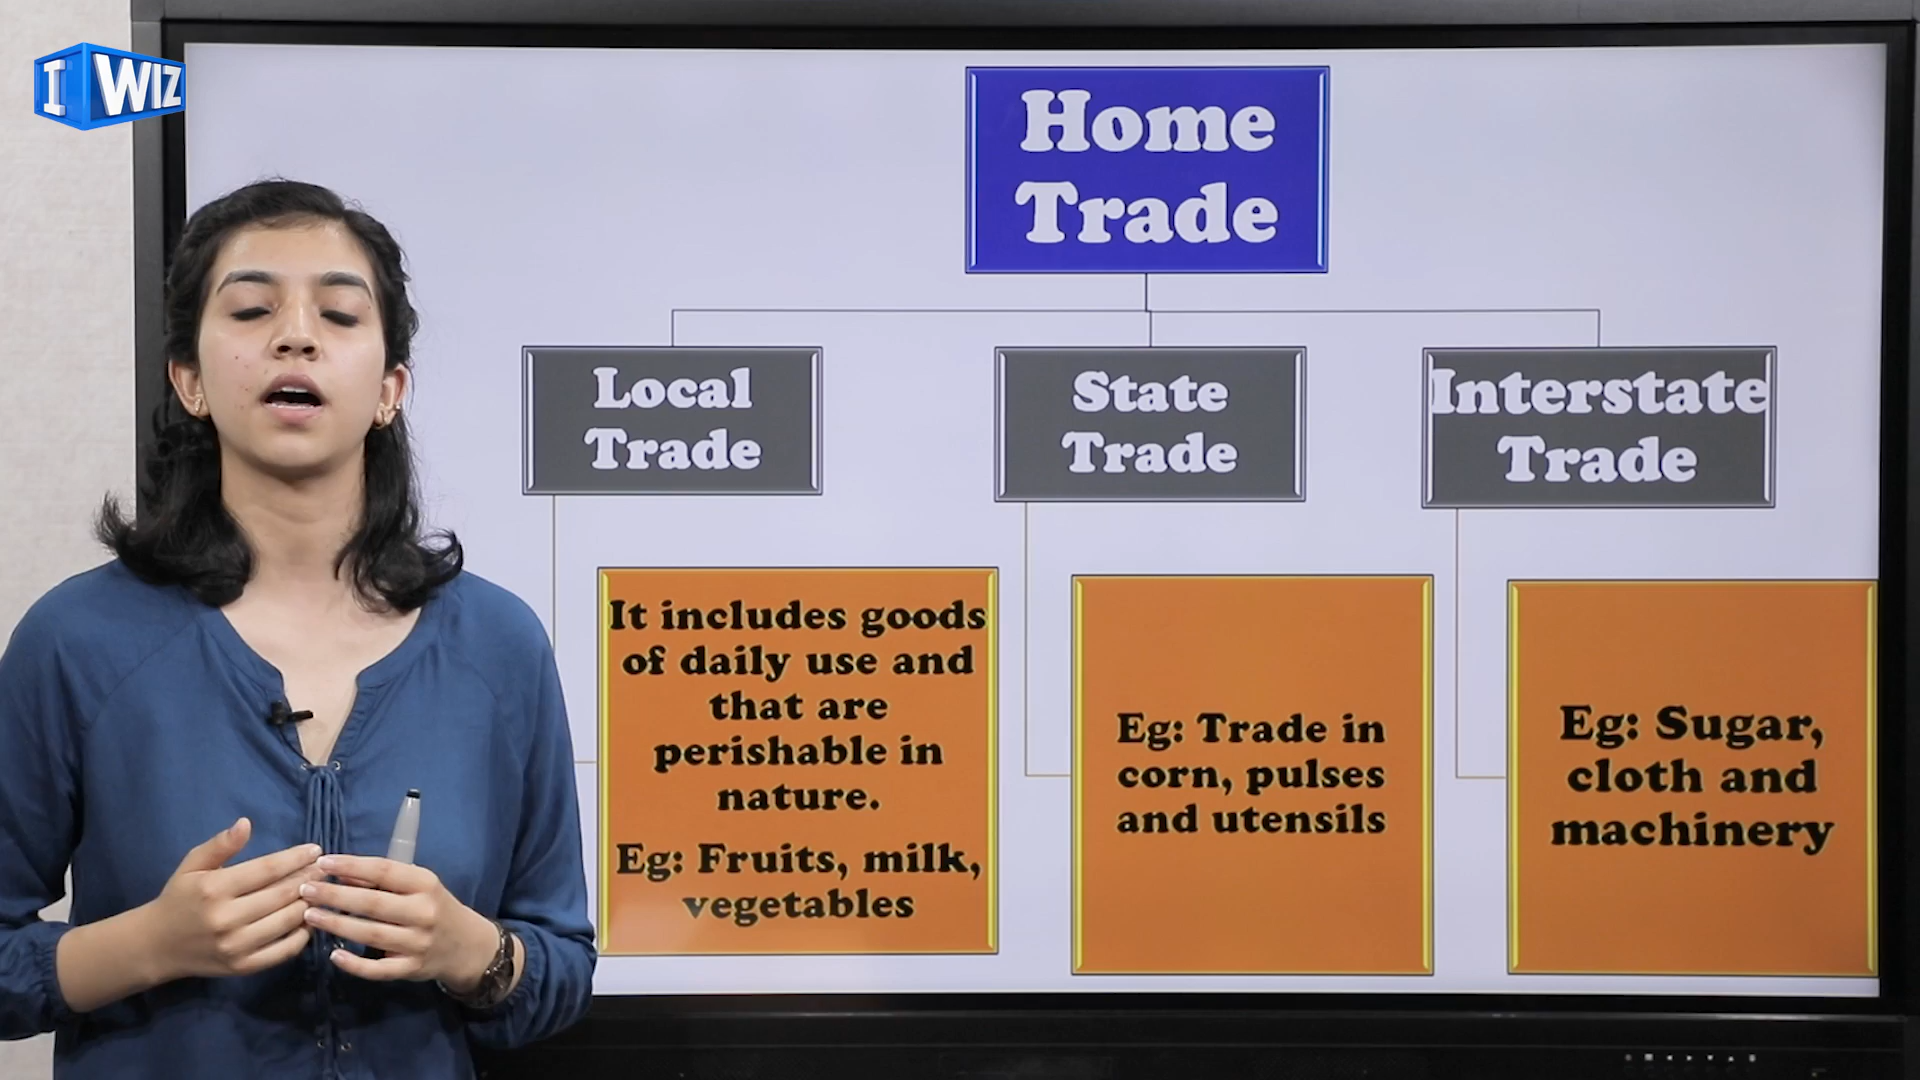 I WIZ
Home
Trade
Local
Trade
State
Trade
Interstate
Trade
It includes goods
of daily use and
that are
perishable in
nature.
Eg: Fruits, milk,
vegetables
Eg: Trade in
corn, pulses
and utensils
Eg: Sugar,
cloth and
machinery